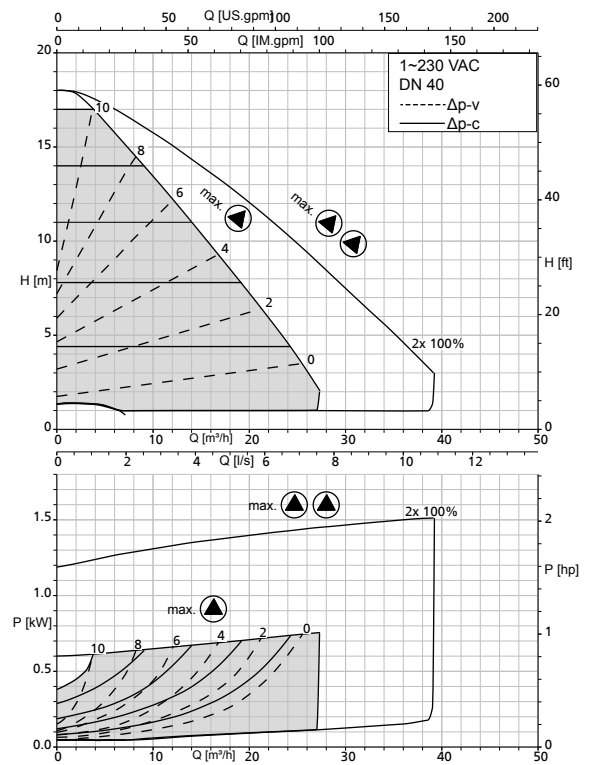 Q [US.gpm]
0 50 100 150 200
Q [IM.gpm]
0 50 100 150
20
15
10
5
0
H [m]
60
40
20
0
H [ft]
1~230 VAC
DN 40
Δp-v
Δp-c
10
8
6
4
2
0
max.
max.
2x 100%
0 10 20 30 40 50
Q [m³/h]
0 2 4 6 8 10 12
Q [l/s]
1.5
1.0
P [kW]
0.5
0.0
2
P [hp]
1
0
max.
2x 100%
max.
10 8 6 4 2 0
0 10 20 30 40 50
Q [m³/h]